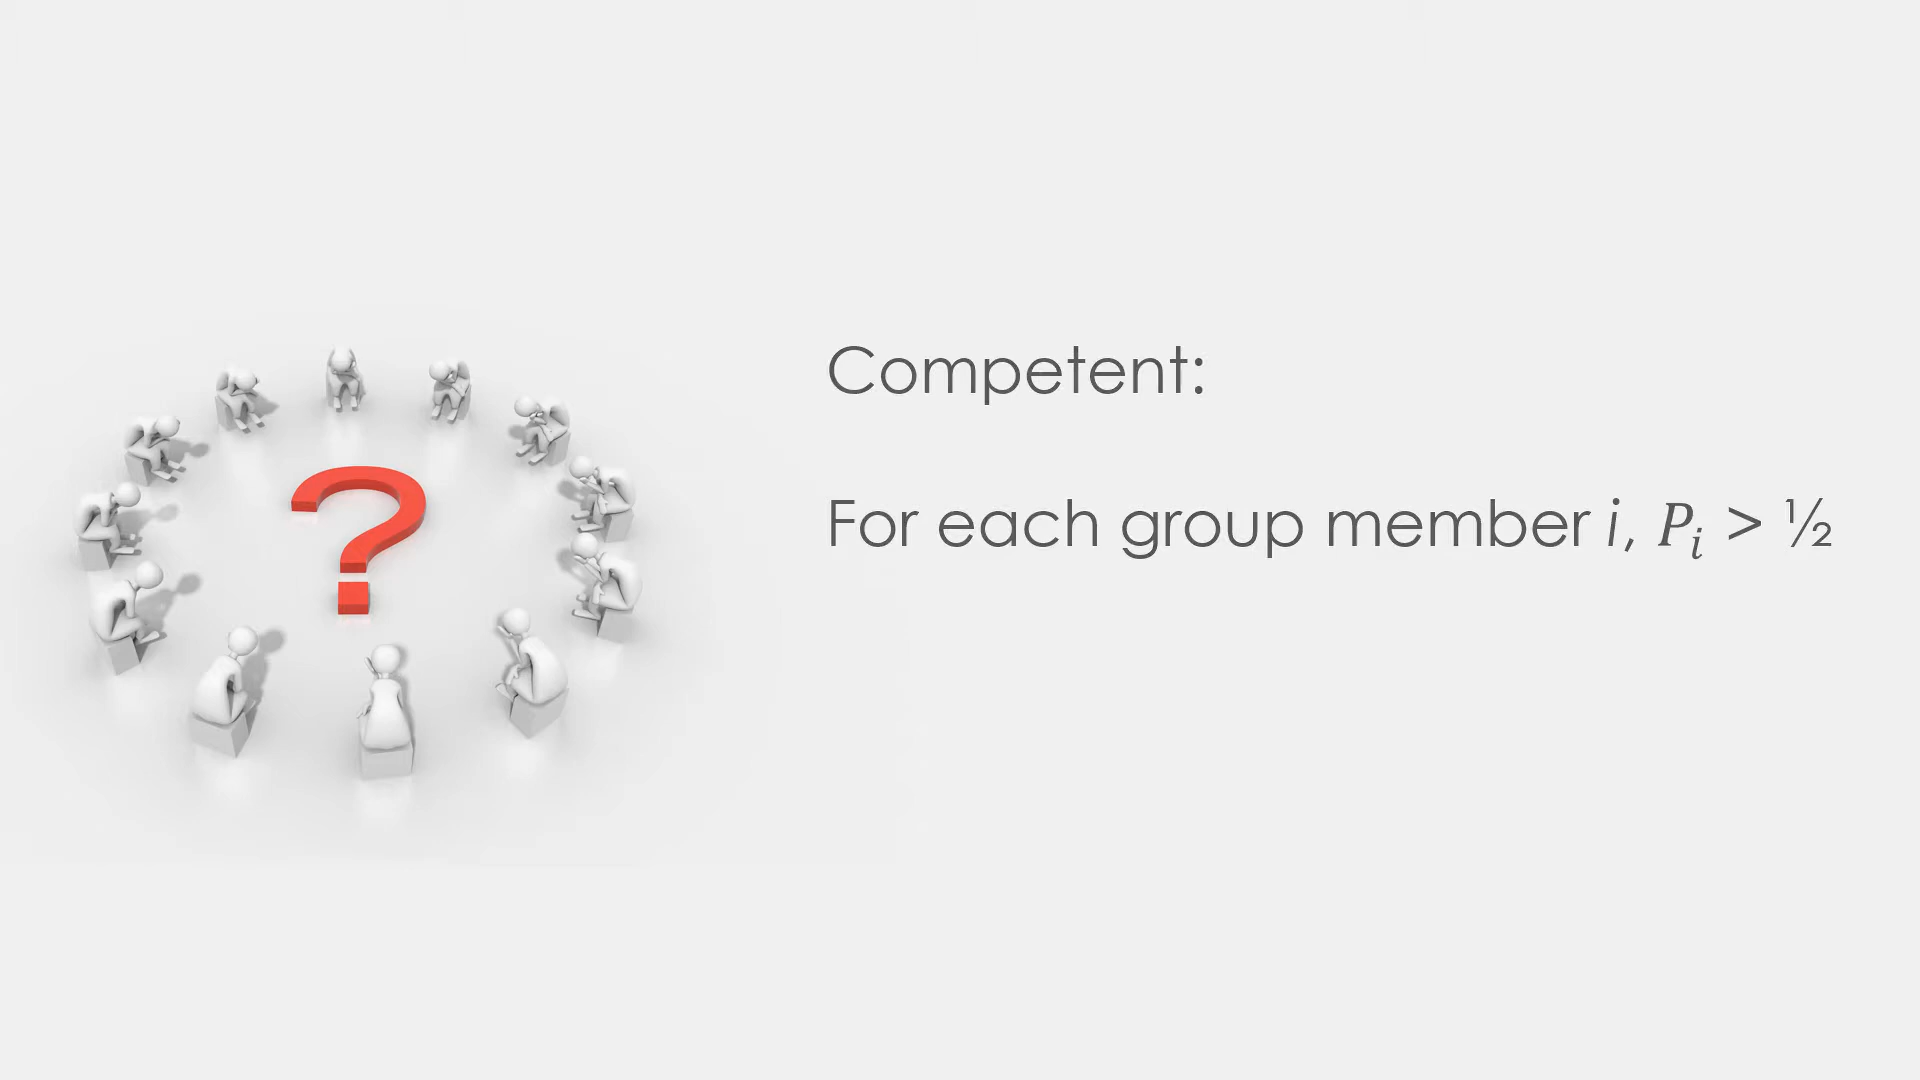 Competent:
For each group member i, Pᵢ > ½